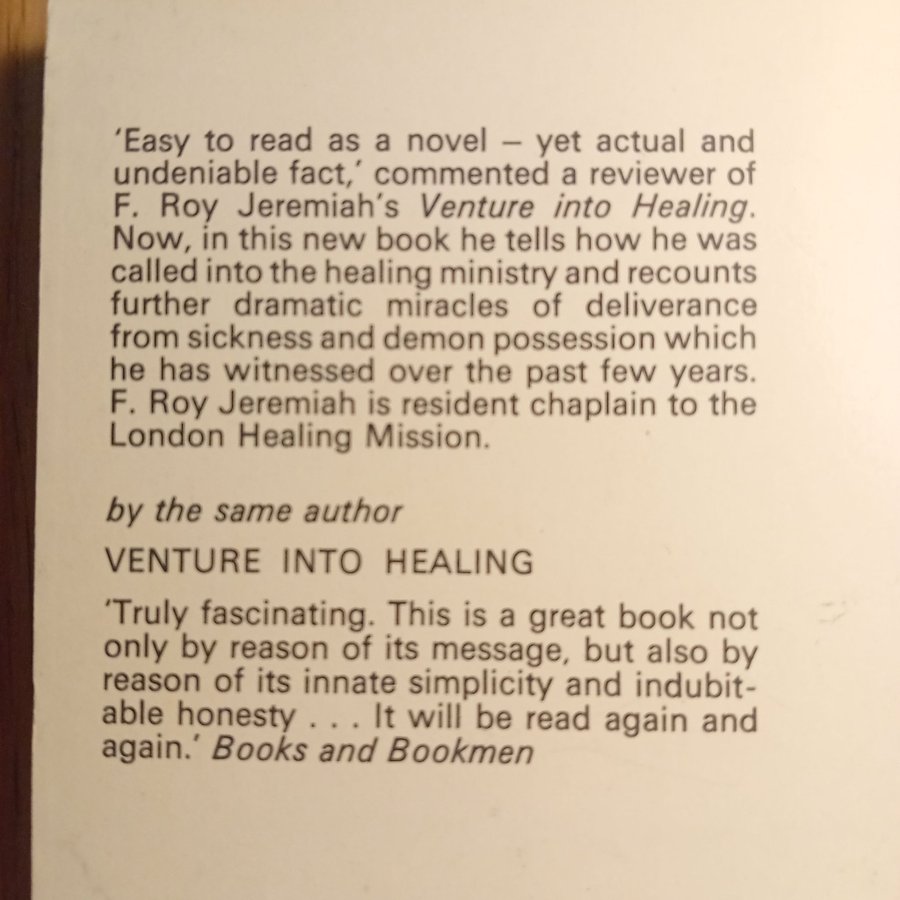 ‘Easy to read as a novel – yet actual and
undeniable fact,’ commented a reviewer of
F. Roy Jeremiah’s Venture into Healing.
Now, in this new book he tells how he was
called into the healing ministry and recounts
further dramatic miracles of deliverance
from sickness and demon possession which
he has witnessed over the past few years.
F. Roy Jeremiah is resident chaplain to the
London Healing Mission.
by the same author
VENTURE INTO HEALING
‘Truly fascinating. This is a great book not
only by reason of its message, but also by
reason of its innate simplicity and indubit-
able honesty . . . It will be read again and
again.’ Books and Bookmen